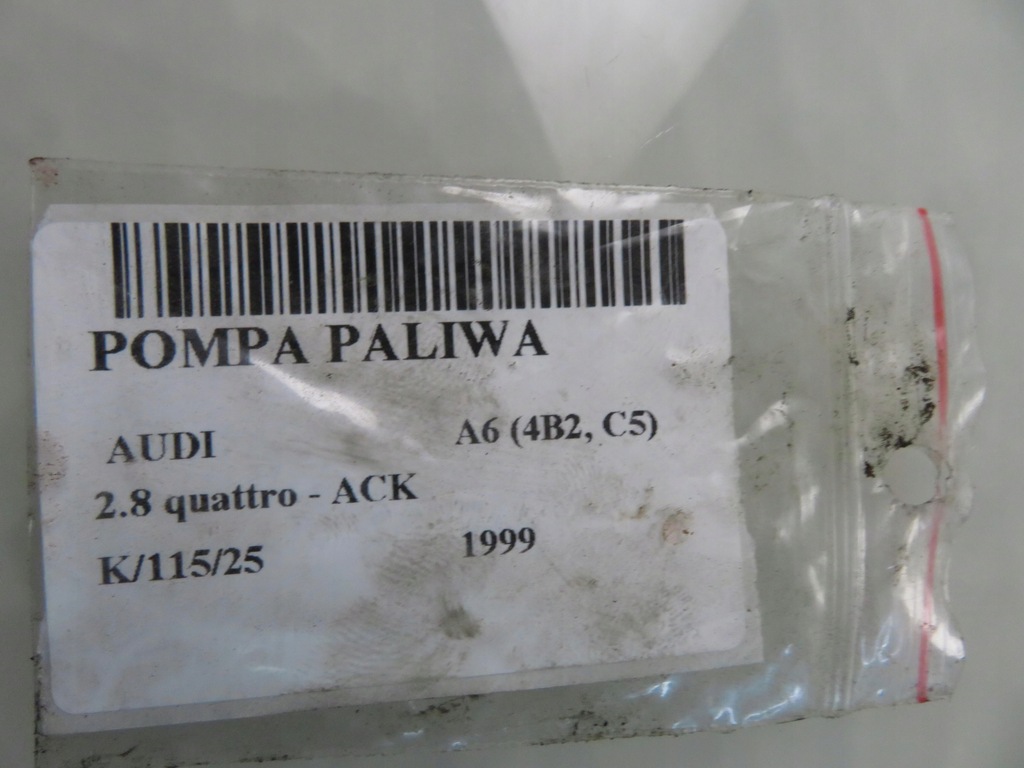 POMPA PALIWA
AUDI A6 (4B2, C5)
2.8 quattro - ACK
K/115/25 1999